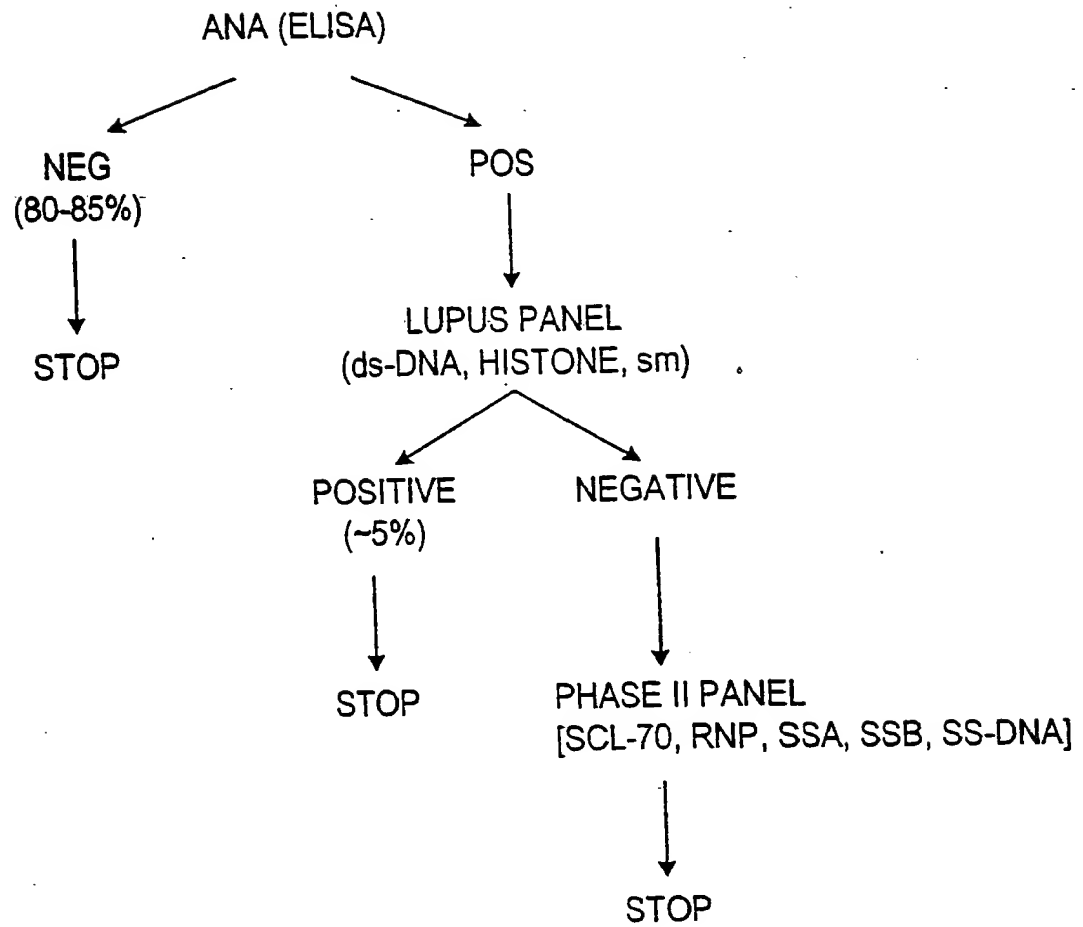 ANA (ELISA)
NEG
(80-85%)
POS
STOP
LUPUS PANEL
(ds-DNA, HISTONE, sm)
POSITIVE
(~5%)
NEGATIVE
STOP
PHASE II PANEL
[SCL-70, RNP, SSA, SSB, SS-DNA]
STOP